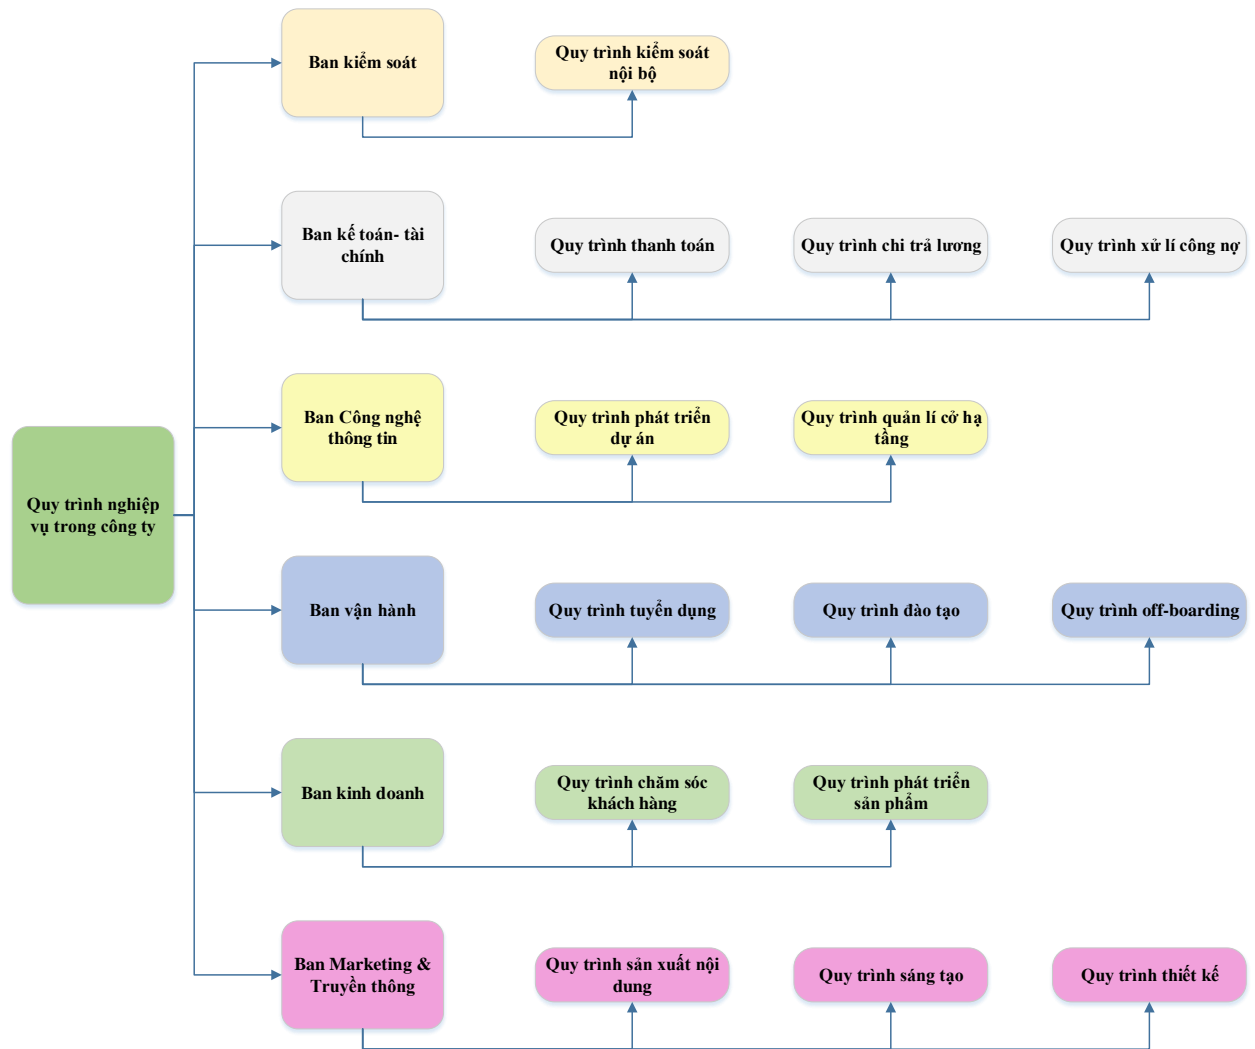 Ban kiểm soát
Quy trình kiểm soát
nội bộ
Ban kế toán- tài
chính
Quy trình thanh toán
Quy trình chi trả lương
Quy trình xử lí công nợ
Ban Công nghệ
thông tin
Quy trình phát triển
dự án
Quy trình quản lí cở hạ
tầng
Quy trình nghiệp
vụ trong công ty
Ban vận hành
Quy trình tuyển dụng
Quy trình đào tạo
Quy trình off-boarding
Ban kinh doanh
Quy trình chăm sóc
khách hàng
Quy trình phát triển
sản phẩm
Ban Marketing &
Truyền thông
Quy trình sản xuất nội
dung
Quy trình sáng tạo
Quy trình thiết kế